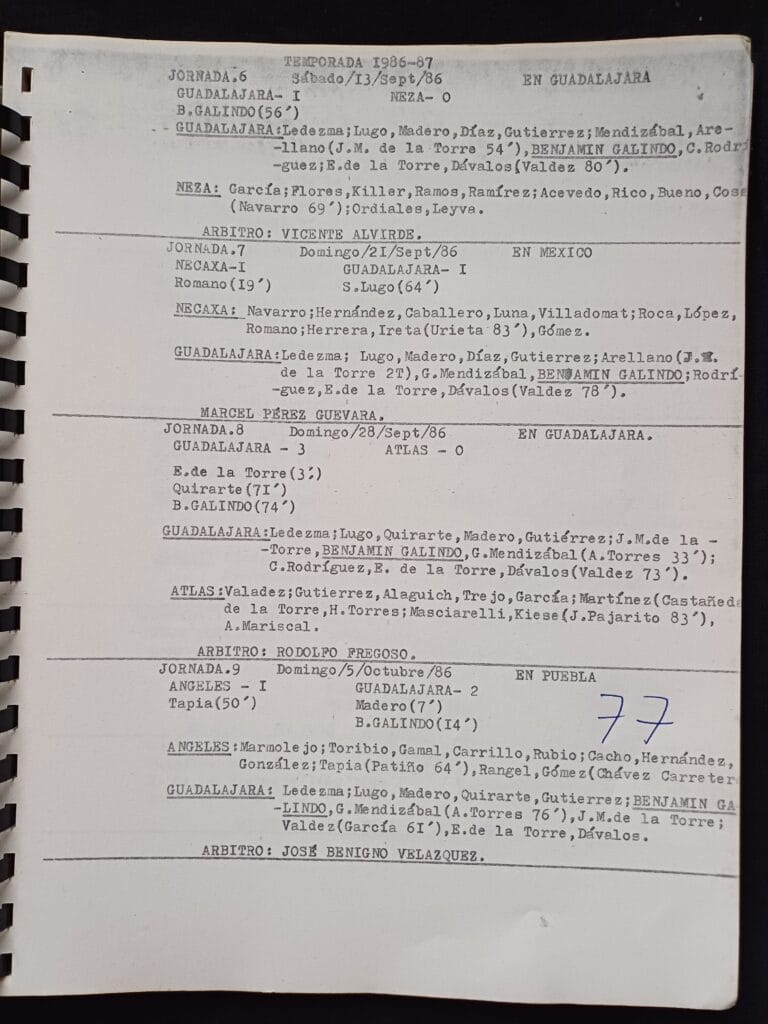 TEMPORADA I986-87
JORNADA.6 Sábado/I3/Sept/86 EN GUADALAJARA
GUADALAJARA- I NEZA- O
B.GALINDO(56´)
GUADALAJARA:Ledezma;Lugo,Madero,Díaz,Gutierrez;Mendizábal,Are-
-llano(J.M. de la Torre 54´),BENJAMIN GALINDO,C.Rodrí
-guez;E.de la Torre,Dávalos(Valdez 80´).
NEZA: García;Flores,Killer,Ramos,Ramírez;Acevedo,Rico,Bueno,Cose
(Navarro 69´);Ordiales,Leyva.
ARBITRO: VICENTE ALVIRDE.
JORNADA.7 Domingo/2I/Sept/86 EN MEXICO
NECAXA-I GUADALAJARA- I
Romano(I9´) S.Lugo(64´)
NECAXA: Navarro;Hernández,Caballero,Luna,Villadomat;Roca,López,
Romano;Herrera,Ireta(Urieta 83´),Gómez.
GUADALAJARA:Ledezma; Lugo,Madero,Díaz,Gutierrez;Arellano(J.M.
de la Torre 2T),G.Mendizábal,BENJAMIN GALINDO;Rodrí-
-guez,E.de la Torre,Dávalos(Valdez 78´).
MARCEL PÉREZ GUEVARA.
JORNADA.8 Domingo/28/Sept/86 EN GUADALAJARA.
GUADALAJARA - 3 ATLAS - O
E.de la Torre(3´)
Quirarte(7I´)
B.GALINDO(74´)
GUADALAJARA:Ledezma;Lugo,Quirarte,Madero,Gutiérrez;J.M.de la -
-Torre,BENJAMIN GALINDO,G.Mendizábal(A.Torres 33´);
C.Rodríguez,E. de la Torre,Dávalos(Valdez 73´).
ATLAS:Valadez;Gutierrez,Alaguich,Trejo,García;Martínez(Castañeda
de la Torre,H.Torres;Masciarelli,Kiese(J.Pajarito 83´),
A.Mariscal.
ARBITRO: RODOLFO FREGOSO.
JORNADA.9 Domingo/5/Octubre/86 EN PUEBLA
ANGELES - I GUADALAJARA- 2
Tapia(50´) Madero(7´)
B.GALINDO(I4´)
77
ANGELES:Marmolejo;Toribio,Gamal,Carrillo,Rubio;Cacho,Hernández,
González;Tapia(Patiño 64´),Rangel,Gómez(Chávez Carreter
GUADALAJARA: Ledezma;Lugo,Madero,Quirarte,Gutierrez;BENJAMIN GA
-LINDO,G.Mendizábal(A.Torres 76´),J.M.de la Torre;
Valdez(García 6I´),E.de la Torre,Dávalos.
ARBITRO: JOSÉ BENIGNO VELAZQUEZ.